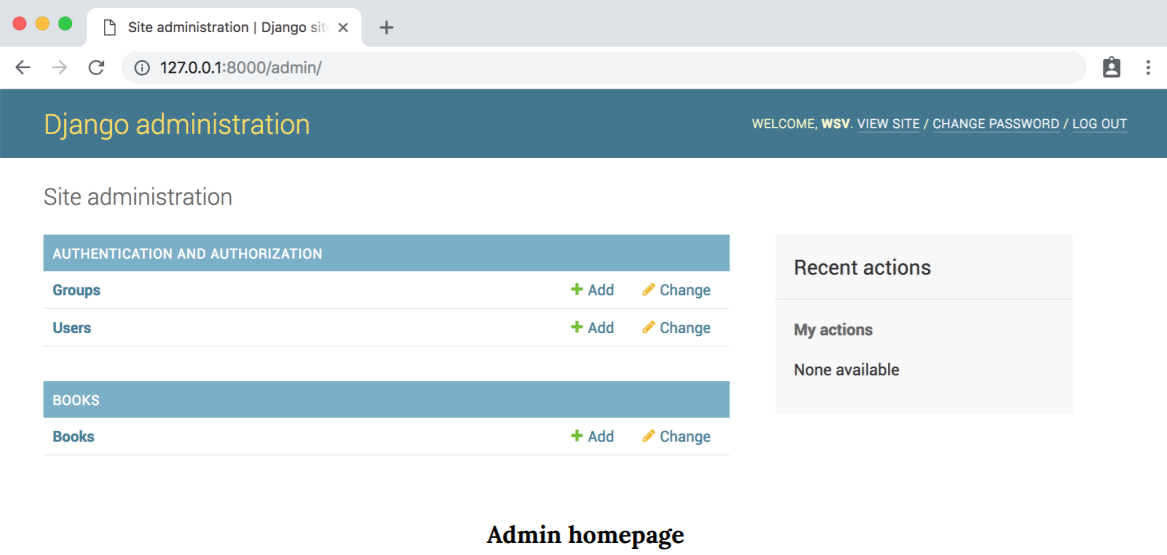 Site administration | Django sit
127.0.0.1:8000/admin/
Django administration
WELCOME, WSV. VIEW SITE / CHANGE PASSWORD / LOG OUT
Site administration
AUTHENTICATION AND AUTHORIZATION
Groups Add Change
Users Add Change
BOOKS
Books Add Change
Recent actions
My actions
None available
Admin homepage